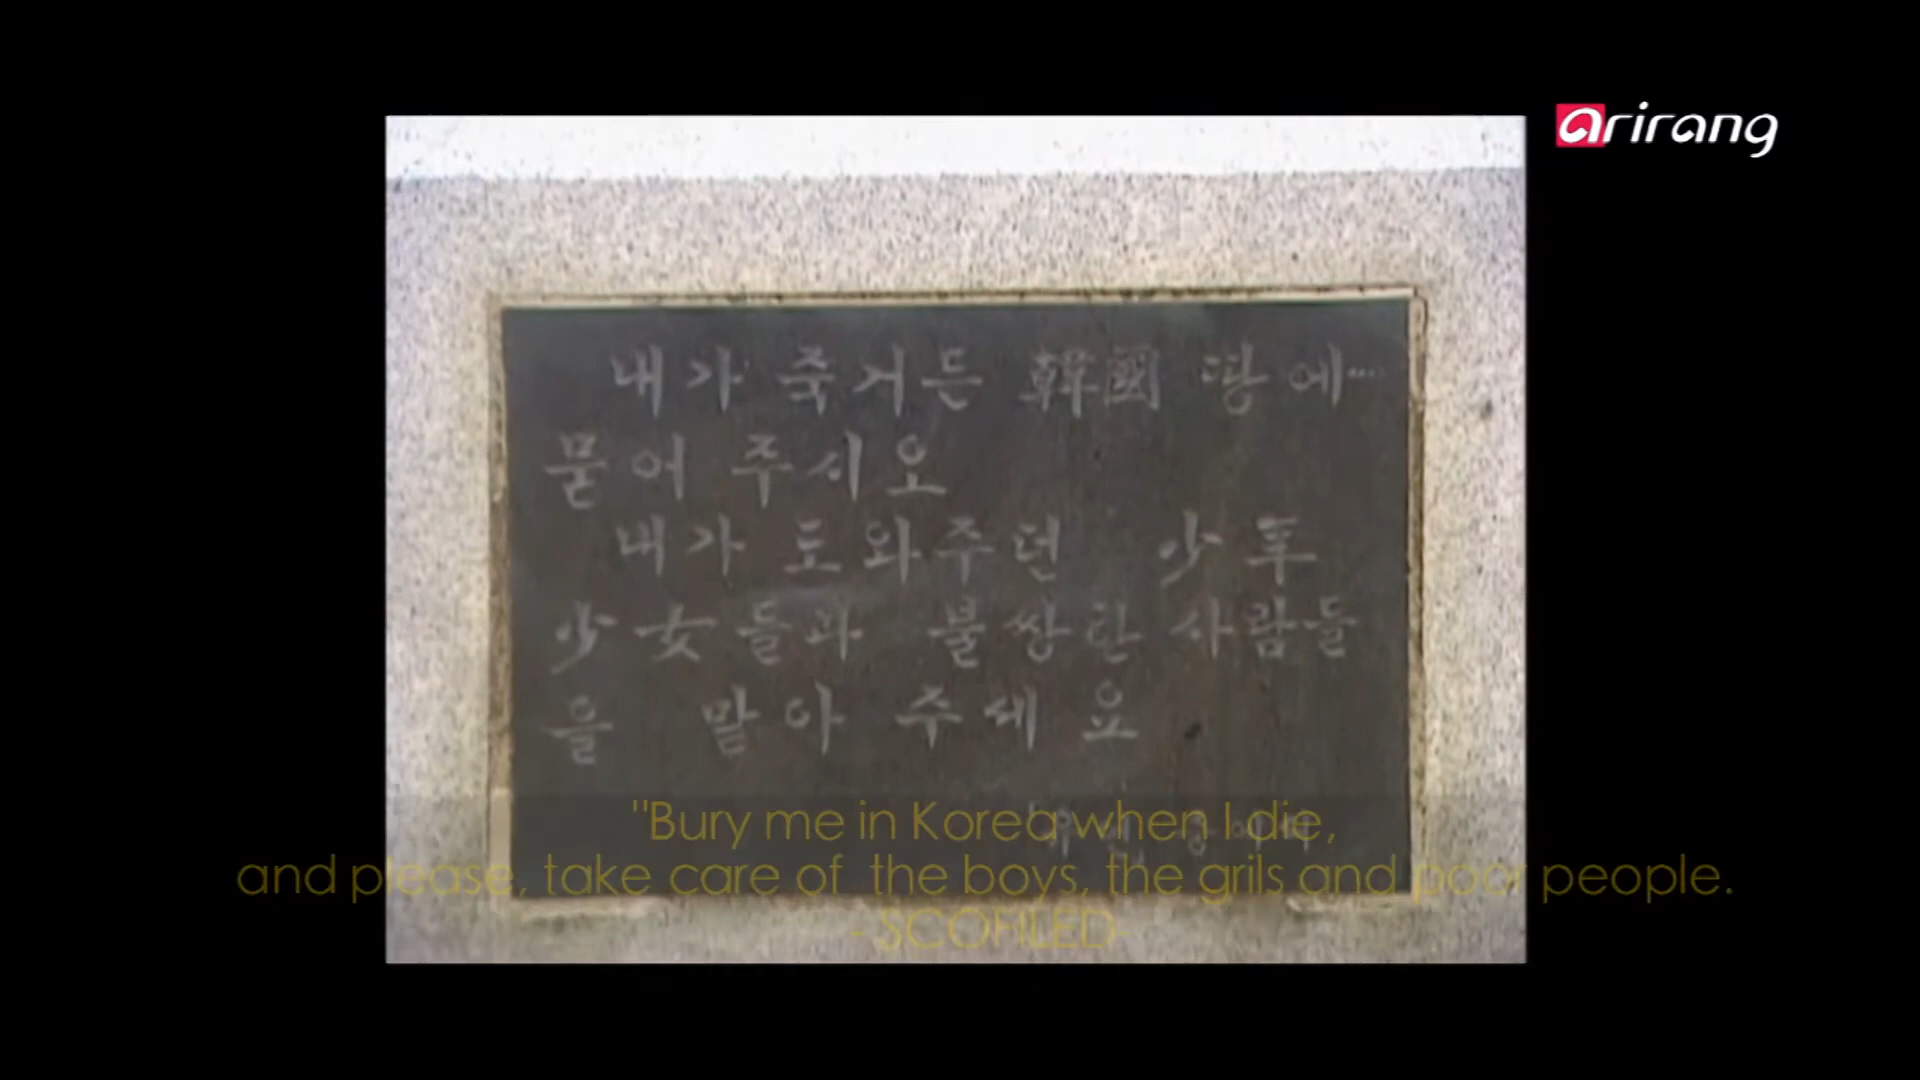 arirang
내가 죽거든 韓國 땅에…
묻어 주시오
내가 도와주던 少年
少女들과 불쌍한 사람들
을 맡아 주세요
"Bury me in Korea when I die,
and please, take care of the boys, the grils and poor people.
- SCOFILED-